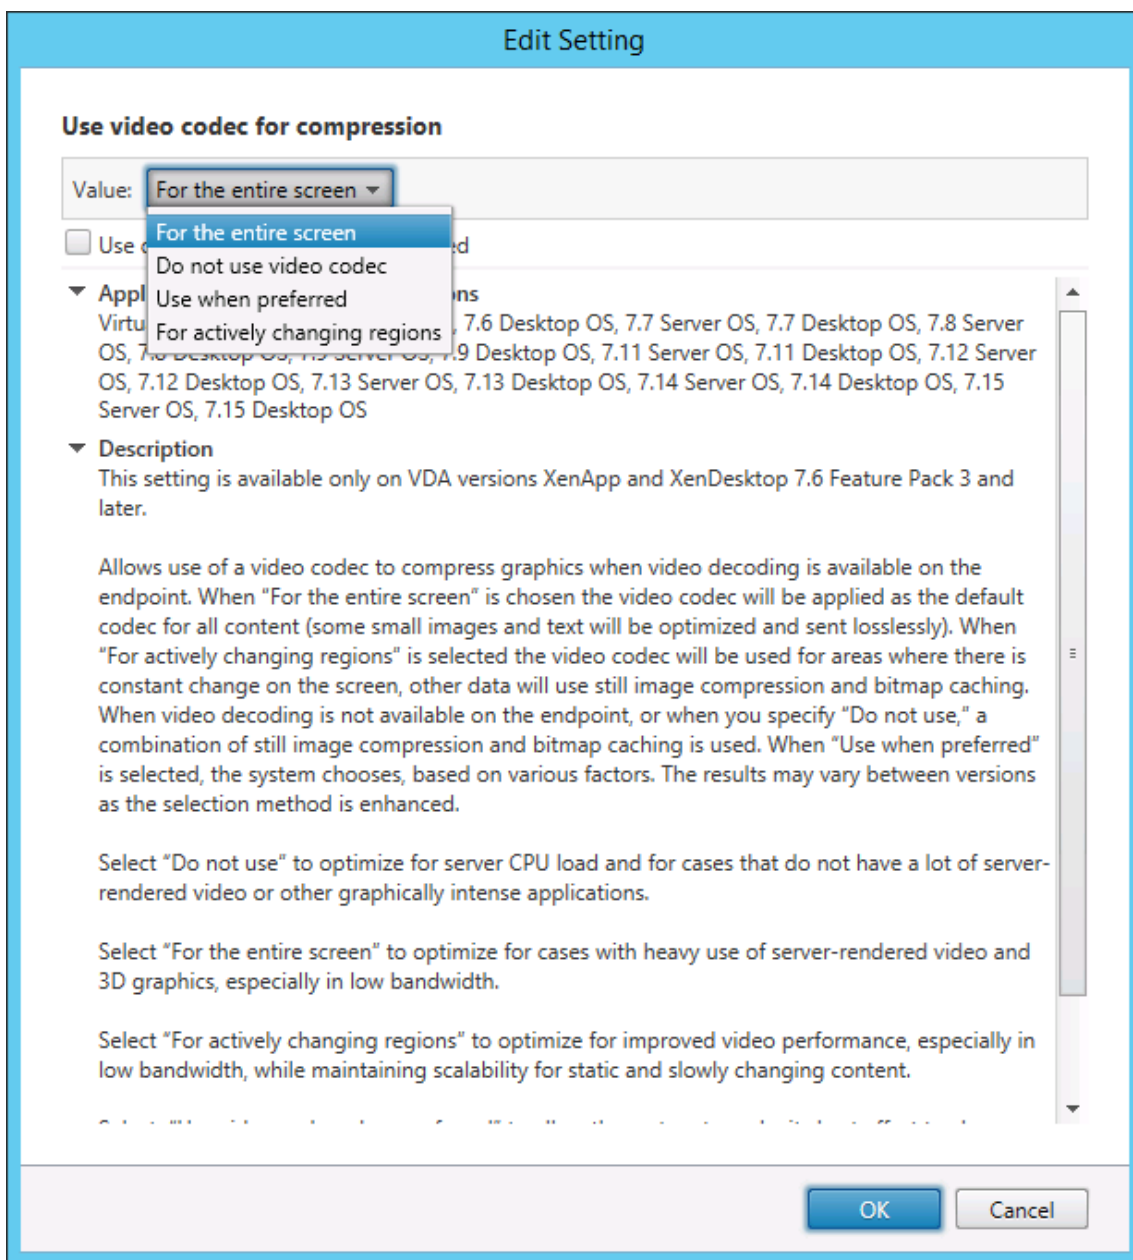 Edit Setting
Use video codec for compression
Value: For the entire screen
For the entire screen
Do not use video codec
Use when preferred
For actively changing regions
Use
Virtu , 7.6 Desktop OS, 7.7 Server OS, 7.7 Desktop OS, 7.8 Server
OS, 7.8 Desktop OS, 7.9 Server OS, 7.9 Desktop OS, 7.11 Server OS, 7.11 Desktop OS, 7.12 Server
OS, 7.12 Desktop OS, 7.13 Server OS, 7.13 Desktop OS, 7.14 Server OS, 7.14 Desktop OS, 7.15
Server OS, 7.15 Desktop OS
Description
This setting is available only on VDA versions XenApp and XenDesktop 7.6 Feature Pack 3 and
later.
Allows use of a video codec to compress graphics when video decoding is available on the
endpoint. When “For the entire screen” is chosen the video codec will be applied as the default
codec for all content (some small images and text will be optimized and sent losslessly). When
“For actively changing regions” is selected the video codec will be used for areas where there is
constant change on the screen, other data will use still image compression and bitmap caching.
When video decoding is not available on the endpoint, or when you specify “Do not use,” a
combination of still image compression and bitmap caching is used. When “Use when preferred”
is selected, the system chooses, based on various factors. The results may vary between versions
as the selection method is enhanced.
Select “Do not use” to optimize for server CPU load and for cases that do not have a lot of server-
rendered video or other graphically intense applications.
Select “For the entire screen” to optimize for cases with heavy use of server-rendered video and
3D graphics, especially in low bandwidth.
Select “For actively changing regions” to optimize for improved video performance, especially in
low bandwidth, while maintaining scalability for static and slowly changing content.
OK Cancel